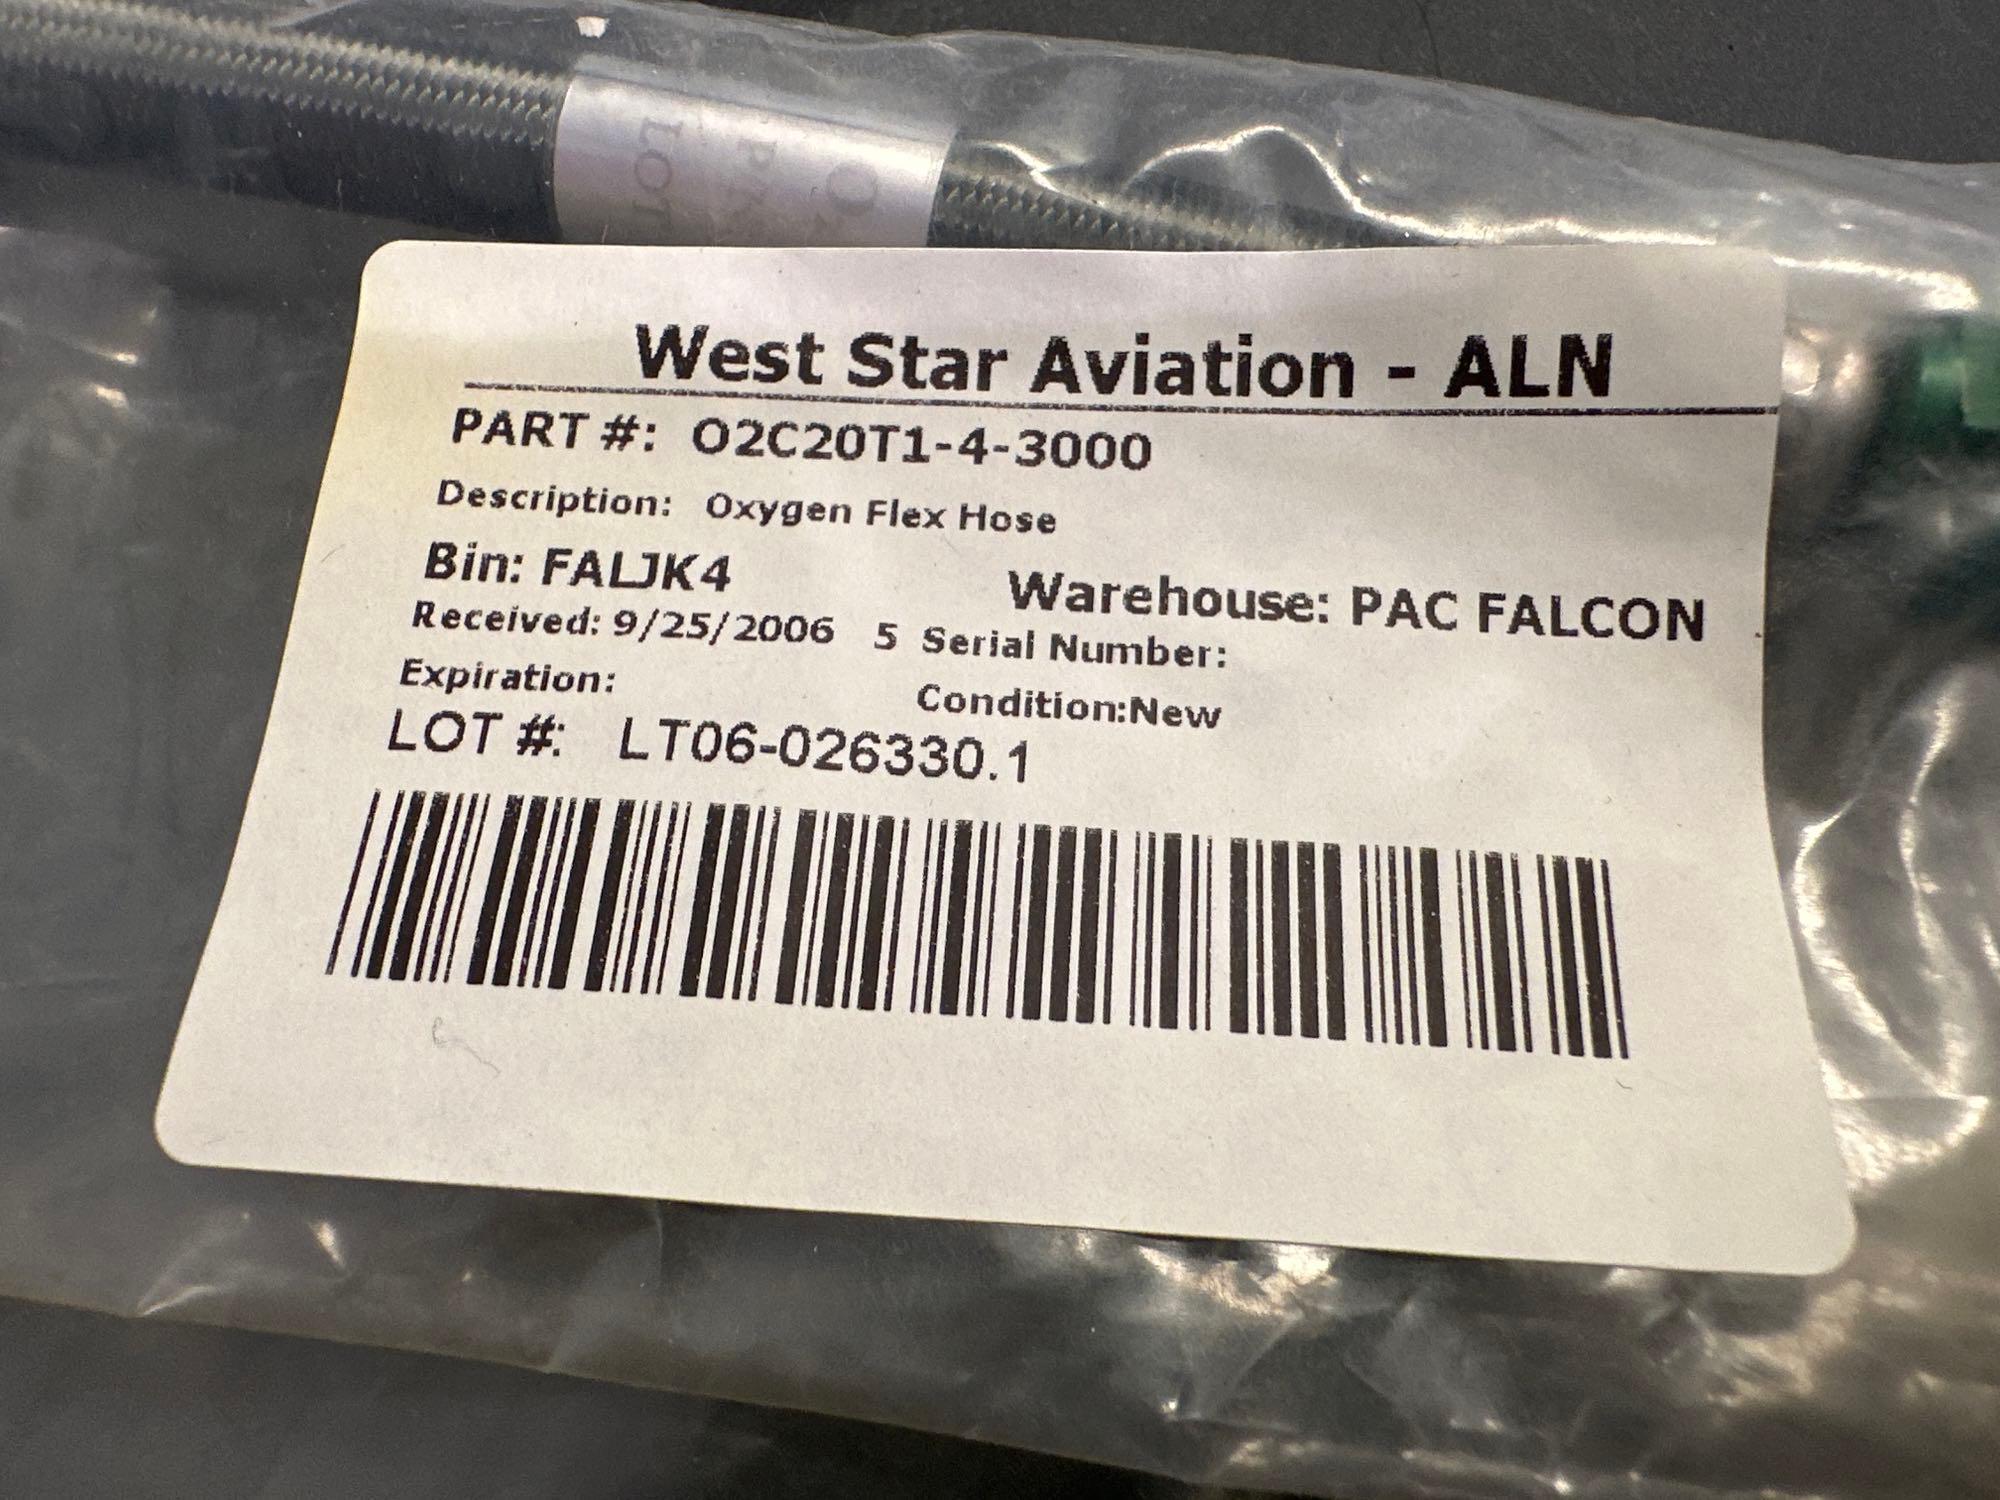 LOT
West Star Aviation - ALN
PART #: O2C20T1-4-3000
Description: Oxygen Flex Hose
Bin: FALJK4 Warehouse: PAC FALCON
Received: 9/25/2006 5 Serial Number:
Expiration: Condition:New
LOT #: LT06-026330.1